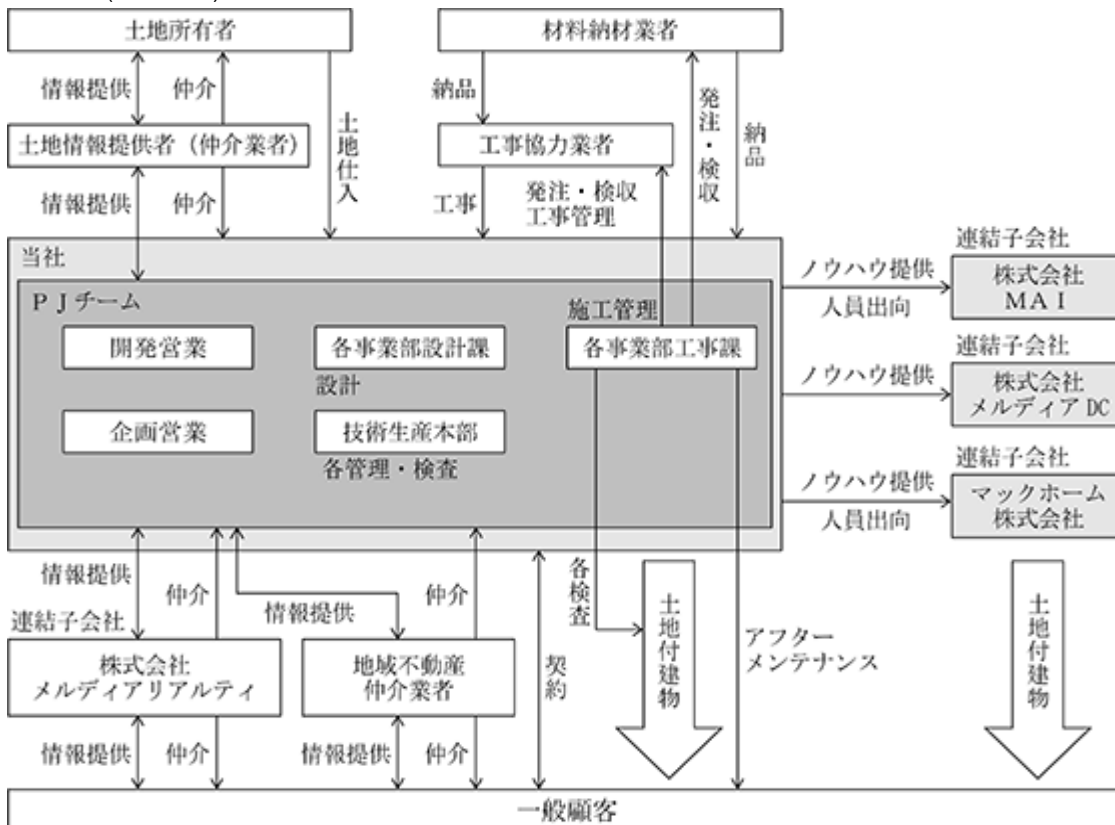 土地所有者
材料納材業者
情報提供
仲介
土地仕入
納品
発注・検収
納品
土地情報提供者（仲介業者）
工事協力業者
情報提供
仲介
工事
発注・検収
工事管理
当社
PJチーム
施工管理
開発営業
各事業部設計課
各事業部工事課
設計
企画営業
技術生産本部
各管理・検査
連結子会社
ノウハウ提供
株式会社
MAI
人員出向
連結子会社
ノウハウ提供
株式会社
メルディアDC
連結子会社
ノウハウ提供
マックホーム
株式会社
人員出向
情報提供
仲介
情報提供
仲介
各検査
連結子会社
株式会社
メルディアリアルティ
地域不動産
仲介業者
契約
土地付建物
アフター
メンテナンス
土地付建物
情報提供
仲介
情報提供
仲介
一般顧客